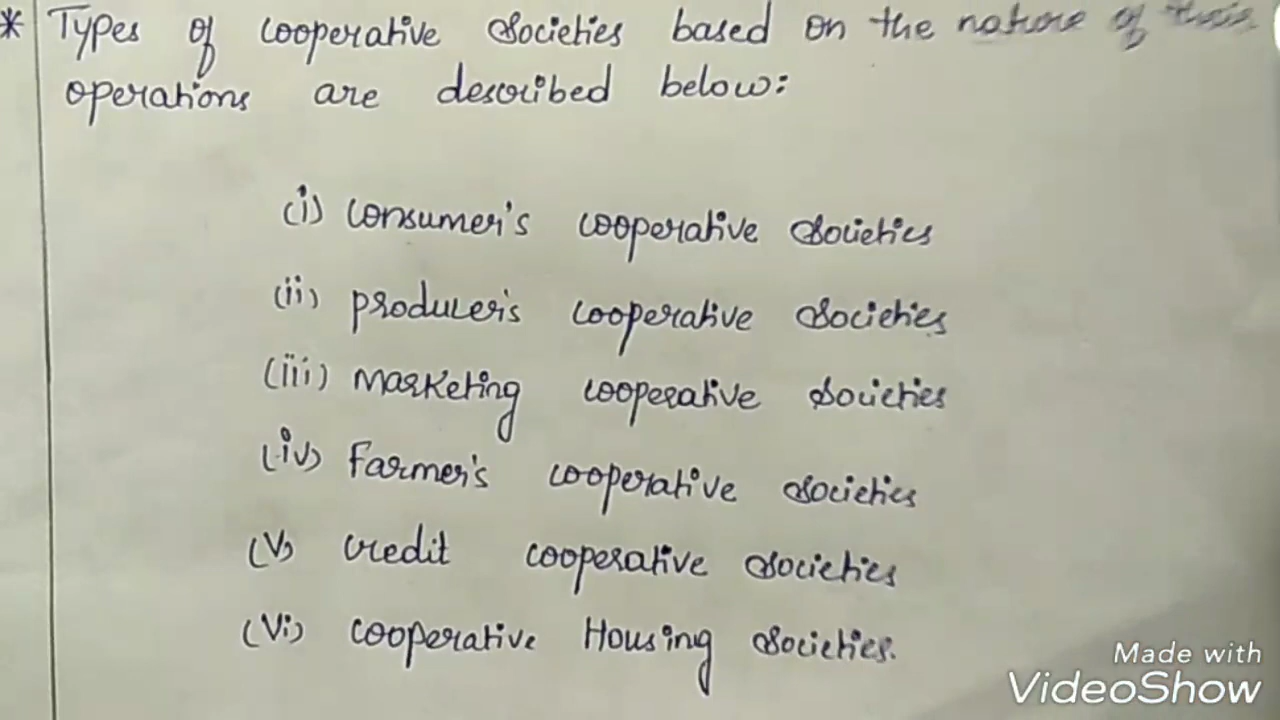 * Types of cooperative Societies based on the nature of their
operations are described below:
(i) consumer's cooperative Societies
(ii) producer's cooperative Societies
(iii) Marketing cooperative Societies
(iv) Farmer's cooperative Societies
(V) credit cooperative Societies
(Vi) cooperative Housing Societies.
Made with
VideoShow